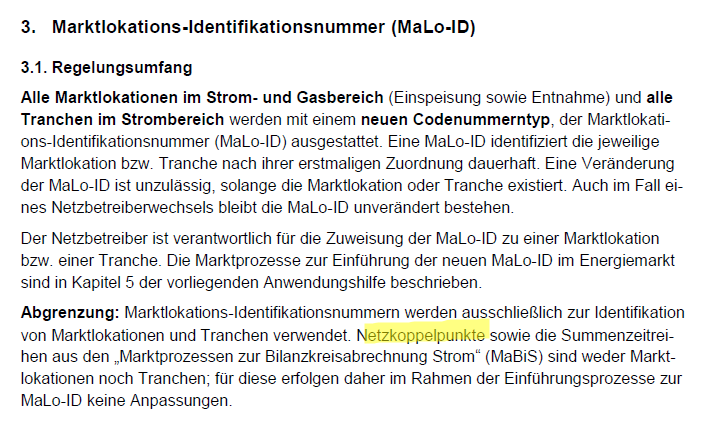 3. Marktlokations-Identifikationsnummer (MaLo-ID)
3.1. Regelungsumfang
Alle Marktlokationen im Strom- und Gasbereich (Einspeisung sowie Entnahme) und alle
Tranchen im Strombereich werden mit einem neuen Codenummerntyp, der Marktlokati-
ons-Identifikationsnummer (MaLo-ID) ausgestattet. Eine MaLo-ID identifiziert die jeweilige
Marktlokation bzw. Tranche nach ihrer erstmaligen Zuordnung dauerhaft. Eine Veränderung
der MaLo-ID ist unzulässig, solange die Marktlokation oder Tranche existiert. Auch im Fall ei-
nes Netzbetreiberwechsels bleibt die MaLo-ID unverändert bestehen.
Der Netzbetreiber ist verantwortlich für die Zuweisung der MaLo-ID zu einer Marktlokation
bzw. einer Tranche. Die Marktprozesse zur Einführung der neuen MaLo-ID im Energiemarkt
sind in Kapitel 5 der vorliegenden Anwendungshilfe beschrieben.
Abgrenzung: Marktlokations-Identifikationsnummern werden ausschließlich zur Identifikation
von Marktlokationen und Tranchen verwendet. Netzkoppelpunkte sowie die Summenzeitrei-
hen aus den „Marktprozessen zur Bilanzkreisabrechnung Strom“ (MaBiS) sind weder Markt-
lokationen noch Tranchen; für diese erfolgen daher im Rahmen der Einführungsprozesse zur
MaLo-ID keine Anpassungen.